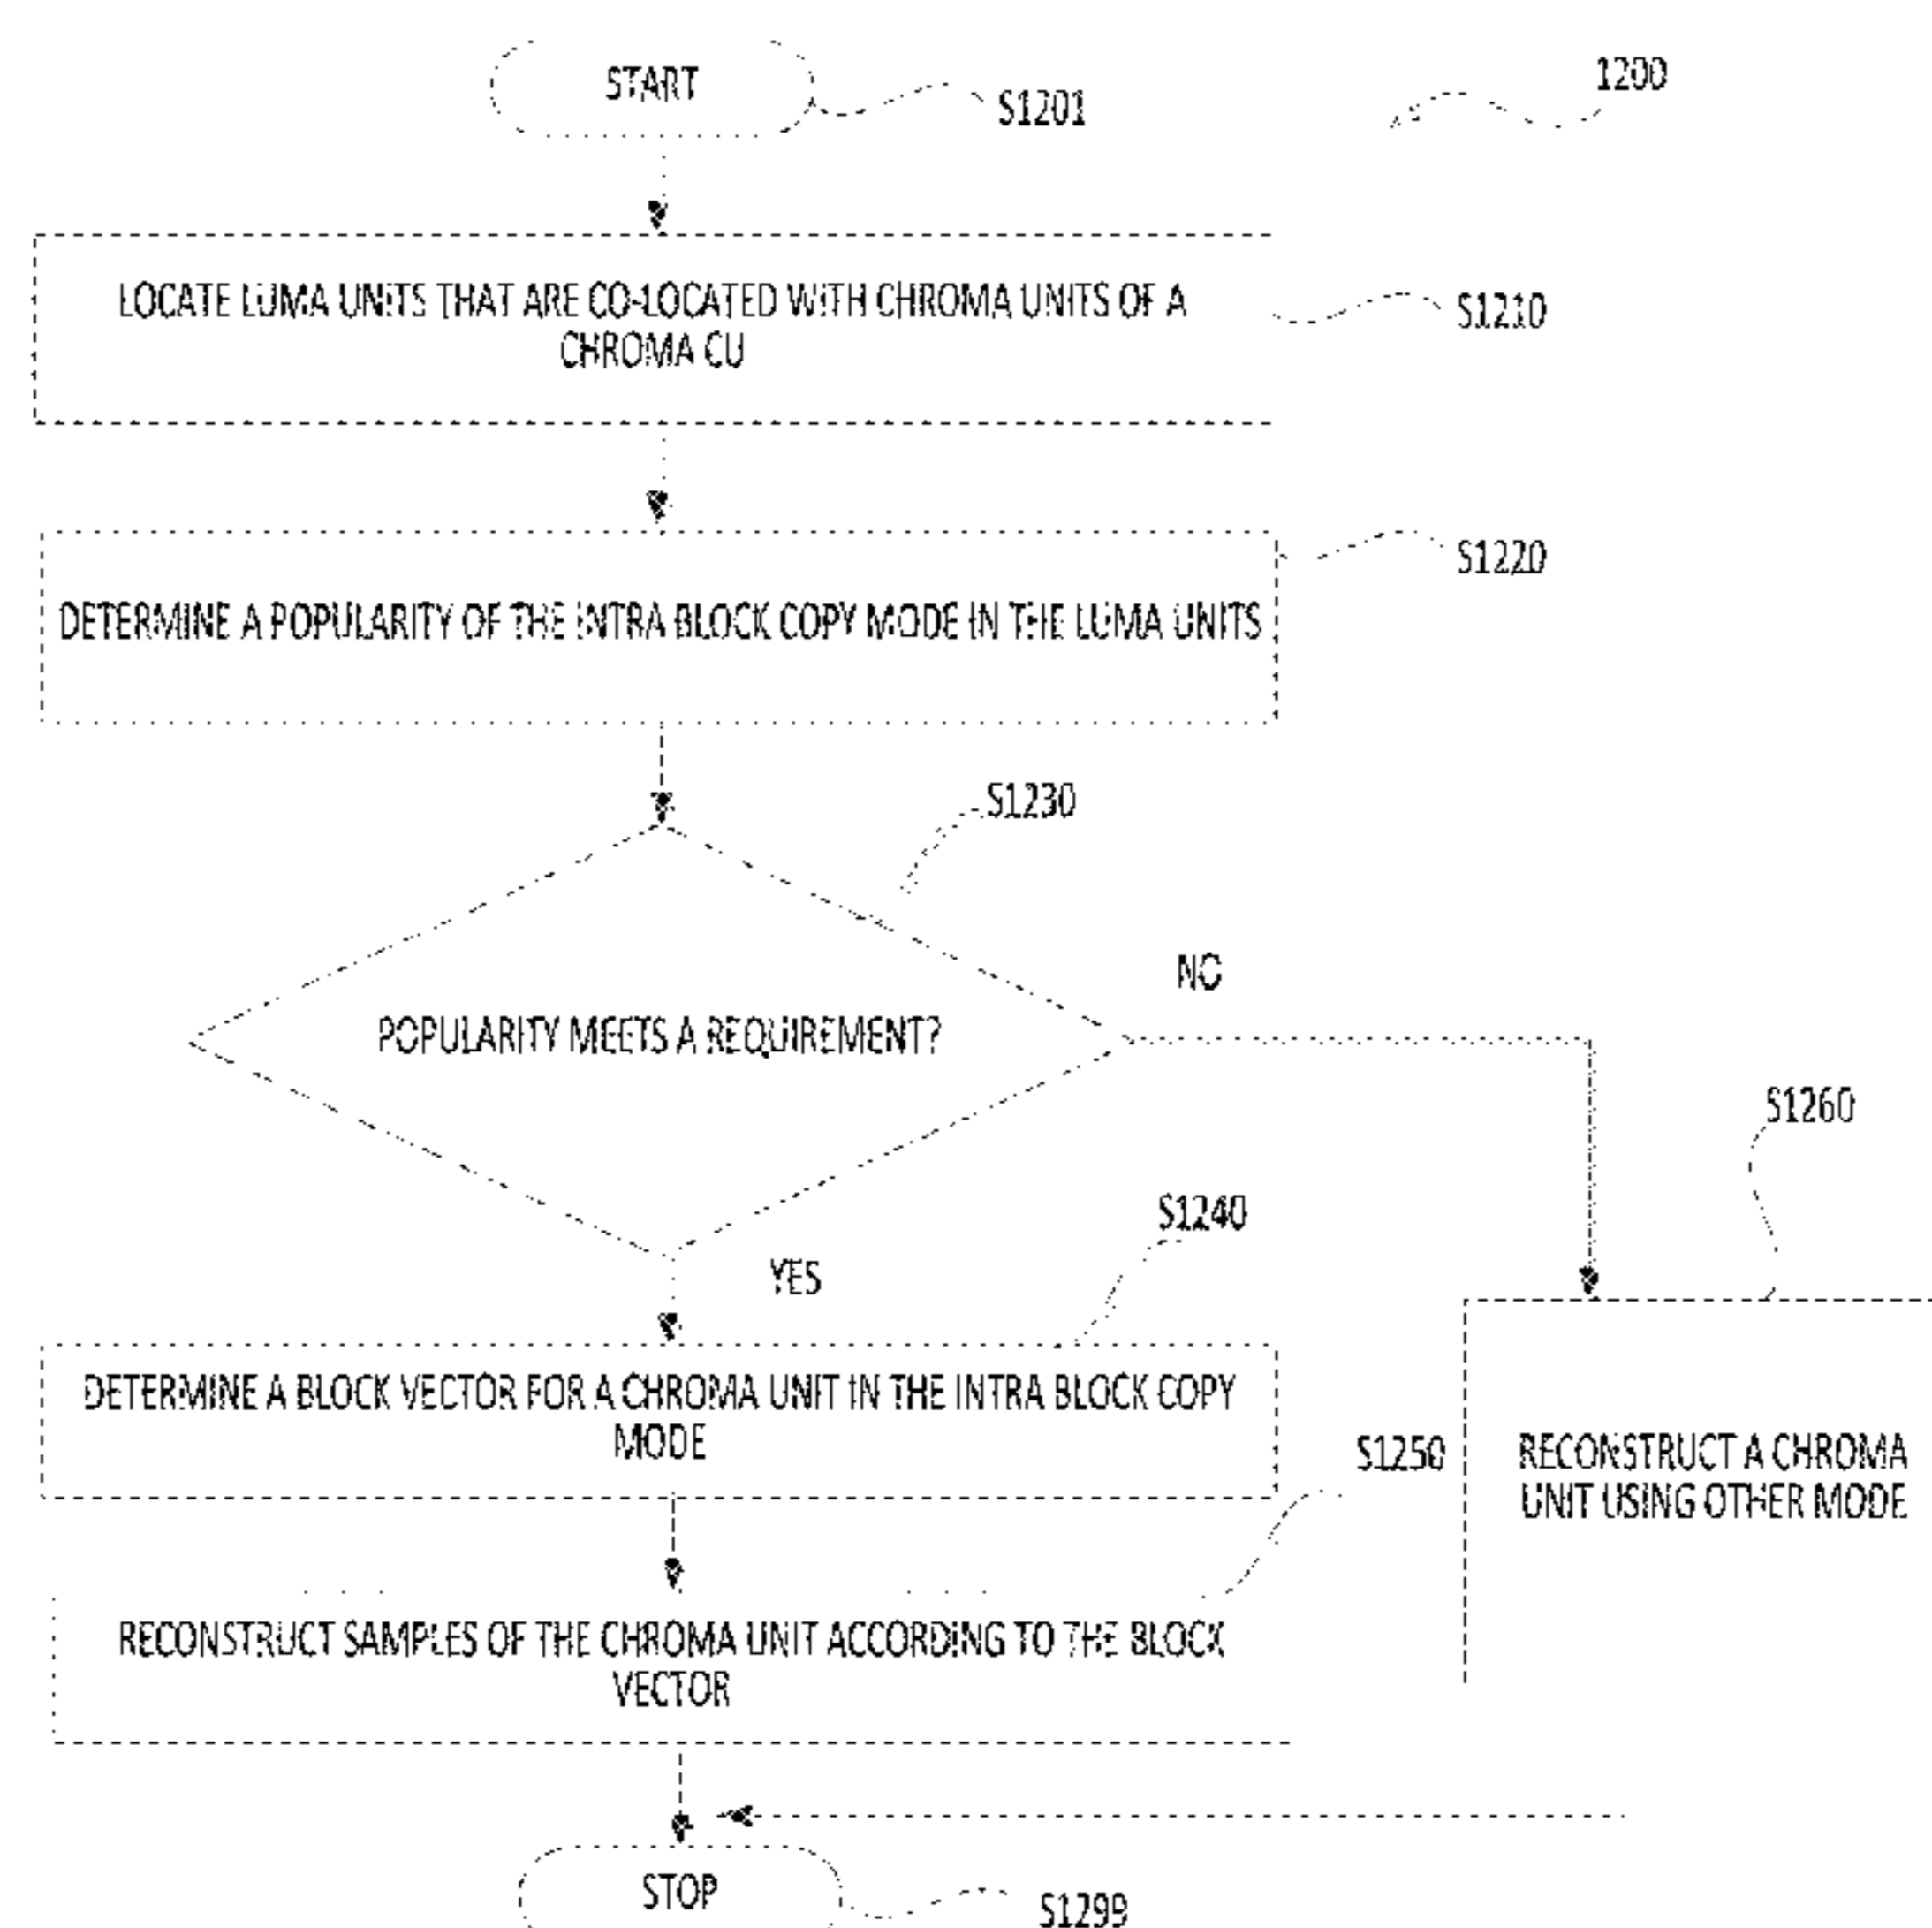 START
S1201
1200
LOCATE LUMA UNITS THAT ARE CO-LOCATED WITH CHROMA UNITS OF A
CHROMA CU
S1210
S1220
DETERMINE A POPULARITY OF THE INTRA BLOCK COPY MODE IN THE LUMA UNITS
S1230
NO
POPULARITY MEETS A REQUIREMENT?
S1260
S1240
YES
DETERMINE A BLOCK VECTOR FOR A CHROMA UNIT IN THE INTRA BLOCK COPY
MODE
S1250
RECONSTRUCT A CHROMA
UNIT USING OTHER MODE
RECONSTRUCT SAMPLES OF THE CHROMA UNIT ACCORDING TO THE BLOCK
VECTOR
STOP
S1299